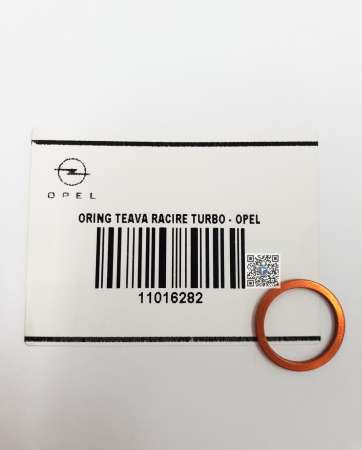 OPEL
ORING TEAVA RACIRE TURBO - OPEL
11016282